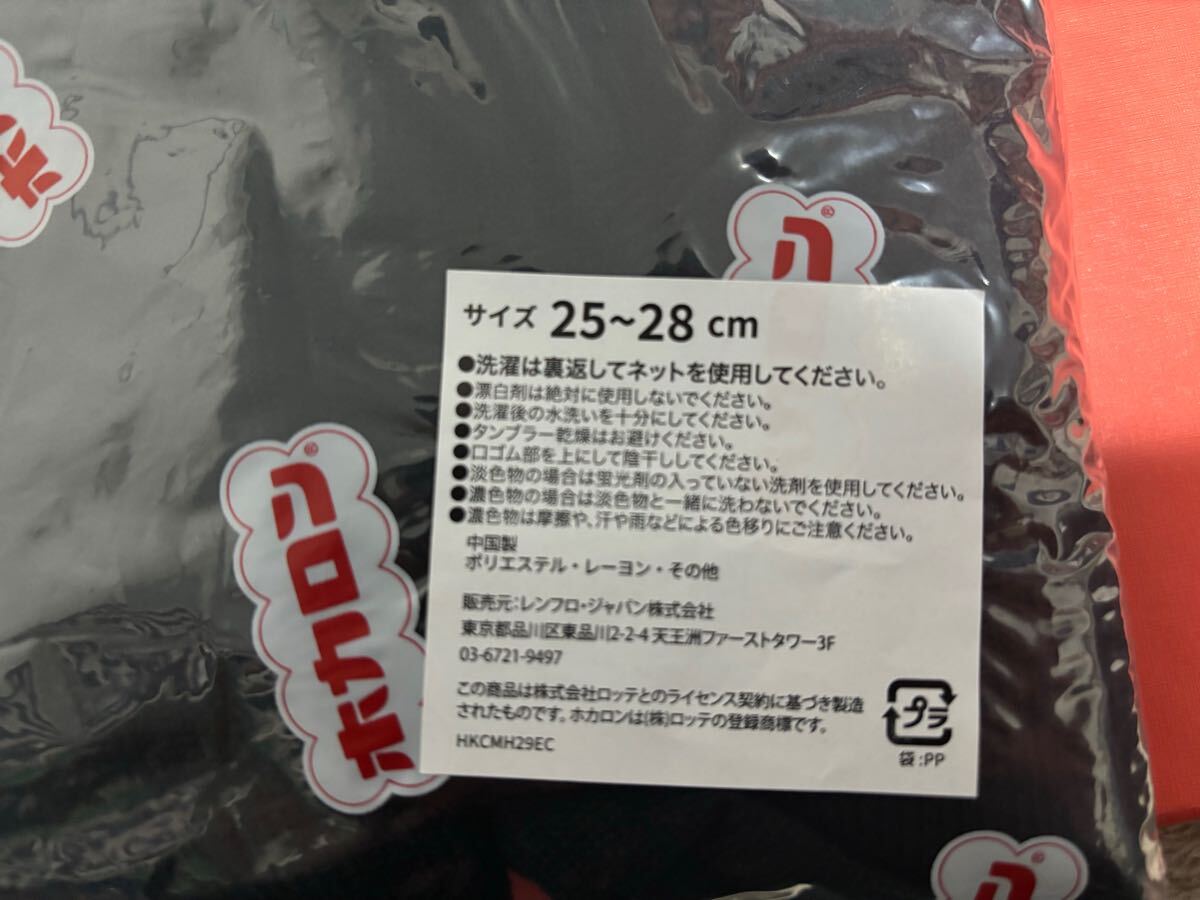 ホ
ハ
®
サイズ 25~28 cm
●洗濯は裏返してネットを使用してください。
●漂白剤は絶対に使用しないでください。
●洗濯後の水洗いを十分にしてください。
●タンブラー乾燥はお避けください。
●口ゴム部を上にして陰干ししてください。
●淡色物の場合は蛍光剤の入っていない洗剤を使用してください。
●濃色物の場合は淡色物と一緒に洗わないでください。
●濃色物は摩擦や、汗や雨などによる色移りにご注意ください。
中国製
ポリエステル・レーヨン・その他
販売元:レンフロ・ジャパン株式会社
東京都品川区東品川2-2-4 天王洲ファーストタワー3F
03-6721-9497
この商品は株式会社ロッテとのライセンス契約に基づき製造
されたものです。ホカロンは(株)ロッテの登録商標です。
HKCMH29EC
プラ
袋:PP
ホカロン®